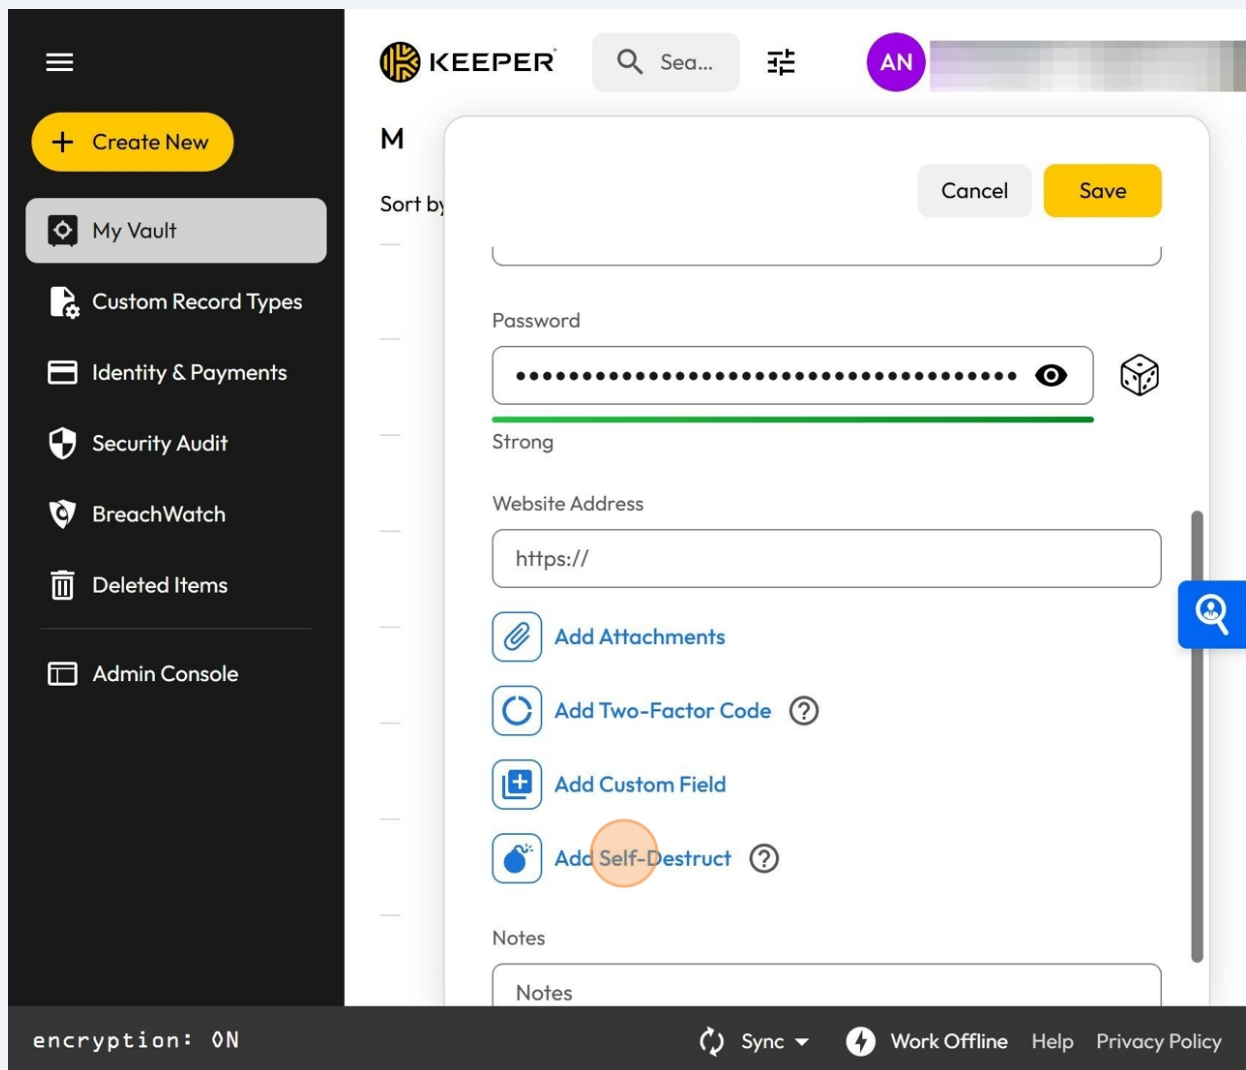 KEEPER
Sea...
AN
Create New
M
Cancel
Save
My Vault
Sort by
Custom Record Types
Password
Identity & Payments
••••••••••••••••••••••••••••••••••••••
Security Audit
Strong
Website Address
BreachWatch
https://
Deleted Items
Add Attachments
Admin Console
Add Two-Factor Code ?
Add Custom Field
Add Self-Destruct ?
Notes
Notes
encryption: ON
Sync
Work Offline
Help
Privacy Policy